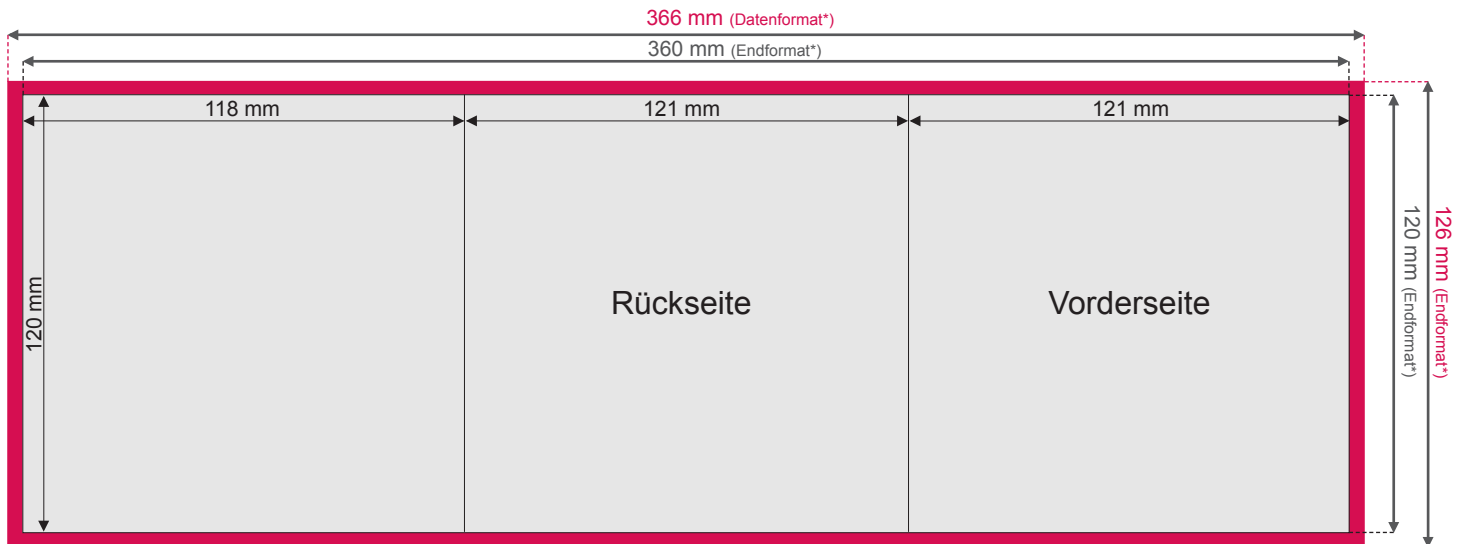 366 mm (Datenformat*)
360 mm (Endformat*)
118 mm
121 mm
121 mm
120 mm
Rückseite
Vorderseite
120 mm (Endformat*)
126 mm (Endformat*)